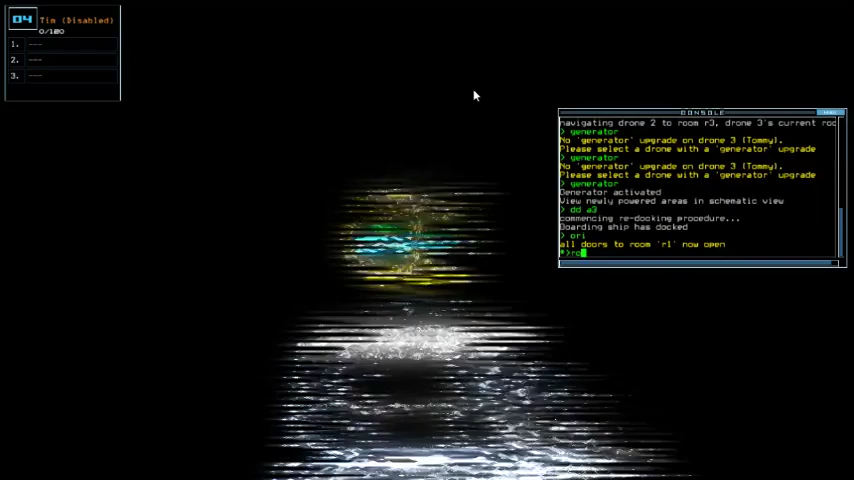 04 Tim (Disabled)
0/100
1. ---
2. ---
3. ---
CONSOLE
navigating drone 2 to room r3, drone 3's current roo
> generator
No 'generator' upgrade on drone 3 (Tommy).
Please select a drone with a 'generator' upgrade
> generator
No 'generator' upgrade on drone 3 (Tommy).
Please select a drone with a 'generator' upgrade
> generator
Generator activated
View newly powered areas in schematic view
> dd a3
commencing re-docking procedure...
Boarding ship has docked
> ori
all doors to room 'r1' now open